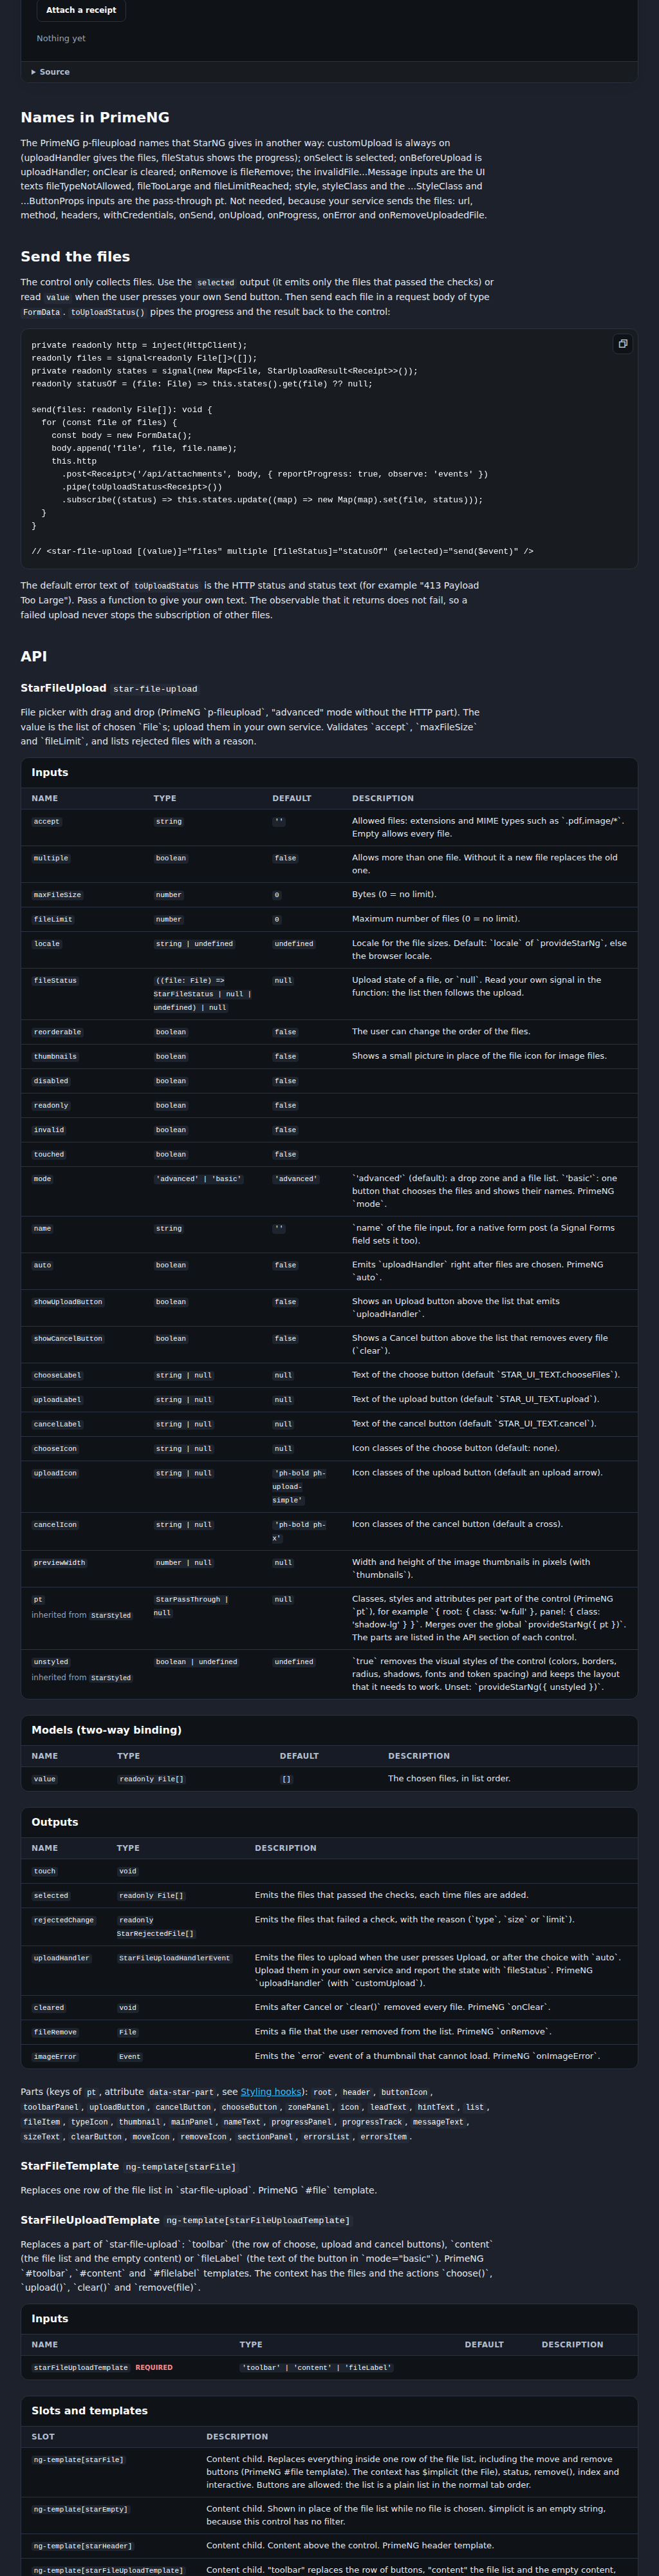 Attach a receipt
Nothing yet
Source
Names in PrimeNG
The PrimeNG p-fileupload names that StarNG gives in another way: customUpload is always on
(uploadHandler gives the files, fileStatus shows the progress); onSelect is selected; onBeforeUpload is
uploadHandler; onClear is cleared; onRemove is fileRemove; the invalidFile...Message inputs are the UI
texts fileTypeNotAllowed, fileTooLarge and fileLimitReached; style, styleClass and the ...StyleClass and
...ButtonProps inputs are the pass-through pt. Not needed, because your service sends the files: url,
method, headers, withCredentials, onSend, onUpload, onProgress, onError and onRemoveUploadedFile.
Send the files
The control only collects files. Use the selected output (it emits only the files that passed the checks) or
read value when the user presses your own Send button. Then send each file in a request body of type
FormData. toUploadStatus() pipes the progress and the result back to the control:
private readonly http = inject(HttpClient);
readonly files = signal<readonly File[]>([]);
private readonly states = signal(new Map<File, StarUploadResult<Receipt>>());
readonly statusOf = (file: File) => this.states().get(file) ?? null;
send(files: readonly File[]): void {
for (const file of files) {
const body = new FormData();
body.append('file', file, file.name);
this.http
.post<Receipt>('/api/attachments', body, { reportProgress: true, observe: 'events' })
.pipe(toUploadStatus<Receipt>())
.subscribe((status) => this.states.update((map) => new Map(map).set(file, status)));
}
}
// <star-file-upload [(value)]="files" multiple [fileStatus]="statusOf" (selected)="send($event)" />
The default error text of toUploadStatus is the HTTP status and status text (for example "413 Payload
Too Large"). Pass a function to give your own text. The observable that it returns does not fail, so a
failed upload never stops the subscription of other files.
API
StarFileUpload star-file-upload
File picker with drag and drop (PrimeNG `p-fileupload`, "advanced" mode without the HTTP part). The
value is the list of chosen `File`s; upload them in your own service. Validates `accept`, `maxFileSize`
and `fileLimit`, and lists rejected files with a reason.
Inputs
NAME TYPE DEFAULT DESCRIPTION
accept string '' Allowed files: extensions and MIME types such as `.pdf,image/*`.
Empty allows every file.
multiple boolean false Allows more than one file. Without it a new file replaces the old
one.
maxFileSize number 0 Bytes (0 = no limit).
fileLimit number 0 Maximum number of files (0 = no limit).
locale string | undefined undefined Locale for the file sizes. Default: `locale` of `provideStarNg`, else
the browser locale.
fileStatus ((file: File) => null Upload state of a file, or `null`. Read your own signal in the
StarFileStatus | null | function: the list then follows the upload.
undefined) | null
reorderable boolean false The user can change the order of the files.
thumbnails boolean false Shows a small picture in place of the file icon for image files.
disabled boolean false
readonly boolean false
invalid boolean false
touched boolean false
mode 'advanced' | 'basic' 'advanced' `'advanced'` (default): a drop zone and a file list. `'basic'`: one
button that chooses the files and shows their names. PrimeNG
`mode`.
name string '' `name` of the file input, for a native form post (a Signal Forms
field sets it too).
auto boolean false Emits `uploadHandler` right after files are chosen. PrimeNG
`auto`.
showUploadButton boolean false Shows an Upload button above the list that emits
`uploadHandler`.
showCancelButton boolean false Shows a Cancel button above the list that removes every file
(`clear`).
chooseLabel string | null null Text of the choose button (default `STAR_UI_TEXT.chooseFiles`).
uploadLabel string | null null Text of the upload button (default `STAR_UI_TEXT.upload`).
cancelLabel string | null null Text of the cancel button (default `STAR_UI_TEXT.cancel`).
chooseIcon string | null null Icon classes of the choose button (default: none).
uploadIcon string | null 'ph-bold ph- Icon classes of the upload button (default an upload arrow).
upload-
simple'
cancelIcon string | null 'ph-bold ph- Icon classes of the cancel button (default a cross).
x'
previewWidth number | null null Width and height of the image thumbnails in pixels (with
`thumbnails`).
pt StarPassThrough | null Classes, styles and attributes per part of the control (PrimeNG
inherited from StarStyled null `pt`), for example `{ root: { class: 'w-full' }, panel: { class:
'shadow-lg' } }`. Merges over the global `provideStarNg({ pt })`.
The parts are listed in the API section of each control.
unstyled boolean | undefined undefined `true` removes the visual styles of the control (colors, borders,
inherited from StarStyled radius, shadows, fonts and token spacing) and keeps the layout
that it needs to work. Unset: `provideStarNg({ unstyled })`.
Models (two-way binding)
NAME TYPE DEFAULT DESCRIPTION
value readonly File[] [] The chosen files, in list order.
Outputs
NAME TYPE DESCRIPTION
touch void
selected readonly File[] Emits the files that passed the checks, each time files are added.
rejectedChange readonly Emits the files that failed a check, with the reason (`type`, `size` or `limit`).
StarRejectedFile[]
uploadHandler StarFileUploadHandlerEvent Emits the files to upload when the user presses Upload, or after the choice with `auto`.
Upload them in your own service and report the state with `fileStatus`. PrimeNG
`uploadHandler` (with `customUpload`).
cleared void Emits after Cancel or `clear()` removed every file. PrimeNG `onClear`.
fileRemove File Emits a file that the user removed from the list. PrimeNG `onRemove`.
imageError Event Emits the `error` event of a thumbnail that cannot load. PrimeNG `onImageError`.
Parts (keys of pt, attribute data-star-part, see Styling hooks): root, header, buttonIcon,
toolbarPanel, uploadButton, cancelButton, chooseButton, zonePanel, icon, leadText, hintText, list,
fileItem, typeIcon, thumbnail, mainPanel, nameText, progressPanel, progressTrack, messageText,
sizeText, clearButton, moveIcon, removeIcon, sectionPanel, errorsList, errorsItem.
StarFileTemplate ng-template[starFile]
Replaces one row of the file list in `star-file-upload`. PrimeNG `#file` template.
StarFileUploadTemplate ng-template[starFileUploadTemplate]
Replaces a part of `star-file-upload`: `toolbar` (the row of choose, upload and cancel buttons), `content`
(the file list and the empty content) or `fileLabel` (the text of the button in `mode="basic"`). PrimeNG
`#toolbar`, `#content` and `#filelabel` templates. The context has the files and the actions `choose()`,
`upload()`, `clear()` and `remove(file)`.
Inputs
NAME TYPE DEFAULT DESCRIPTION
starFileUploadTemplate REQUIRED 'toolbar' | 'content' | 'fileLabel'
Slots and templates
SLOT DESCRIPTION
ng-template[starFile] Content child. Replaces everything inside one row of the file list, including the move and remove
buttons (PrimeNG #file template). The context has $implicit (the File), status, remove(), index and
interactive. Buttons are allowed: the list is a plain list in the normal tab order.
ng-template[starEmpty] Content child. Shown in place of the file list while no file is chosen. $implicit is an empty string,
because this control has no filter.
ng-template[starHeader] Content child. Content above the control. PrimeNG header template.
ng-template[starFileUploadTemplate] Content child. "toolbar" replaces the row of buttons, "content" the file list and the empty content,